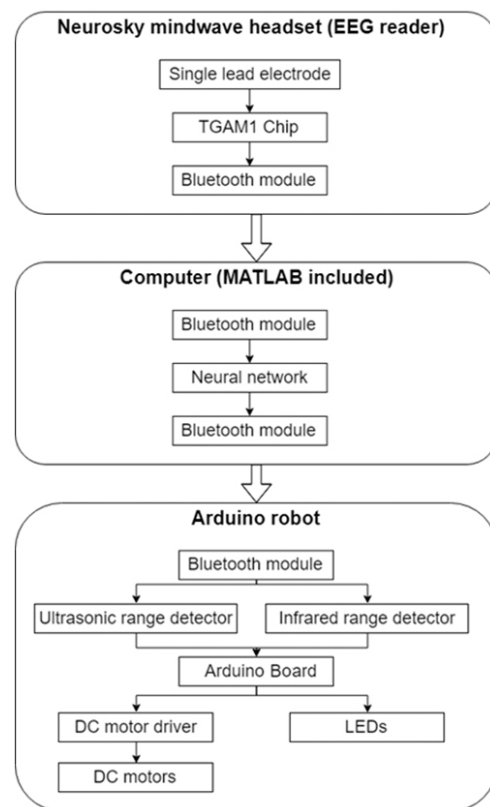 Neurosky mindwave headset (EEG reader)
Single lead electrode
TGAM1 Chip
Bluetooth module
Computer (MATLAB included)
Bluetooth module
Neural network
Bluetooth module
Arduino robot
Bluetooth module
Ultrasonic range detector
Infrared range detector
Arduino Board
DC motor driver
LEDs
DC motors